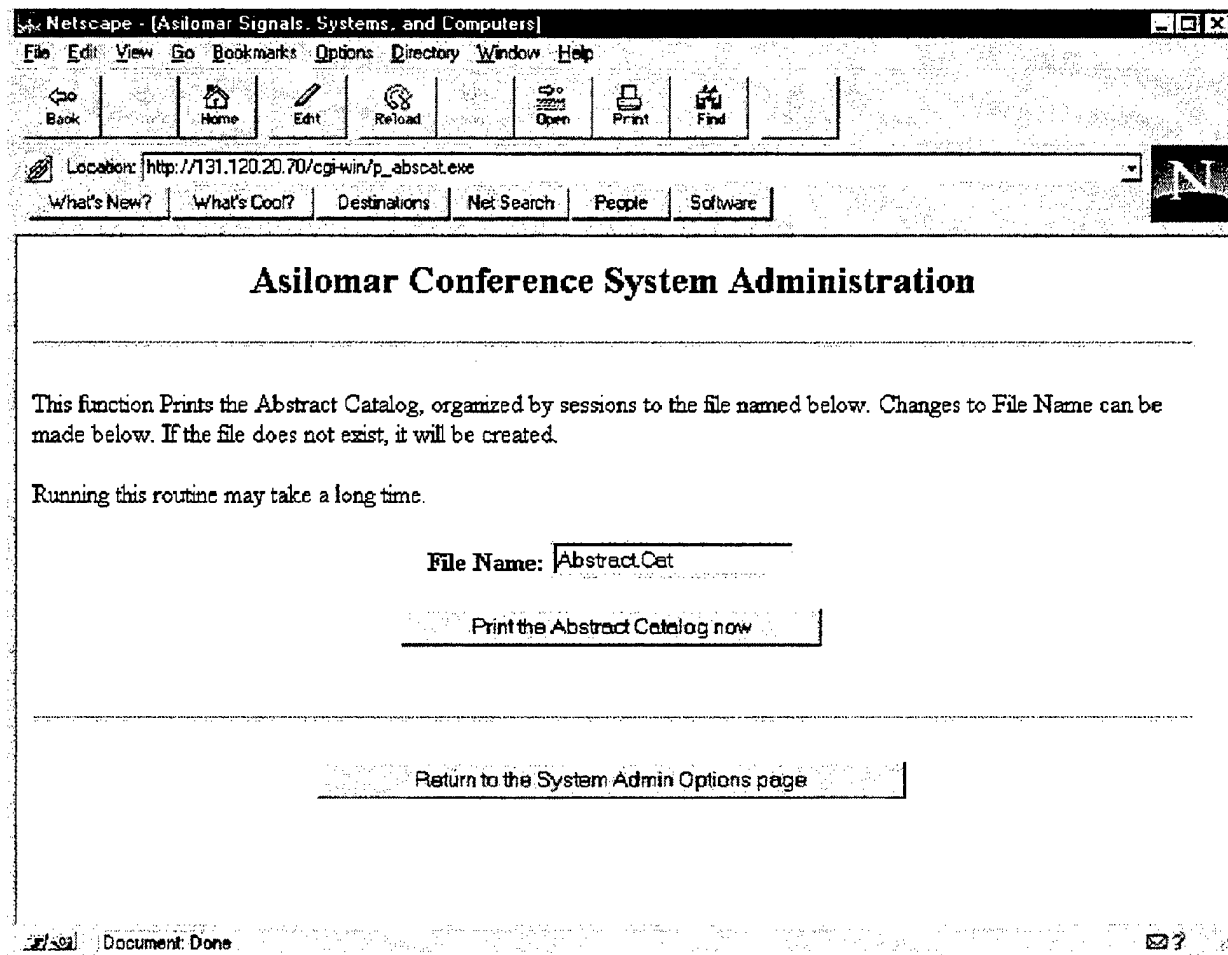 Netscape - [Asilomar Signals, Systems, and Computers]
File Edit View Go Bookmarks Options Directory Window Help
Back Home Edit Reload Open Print Find
Location: http://131.120.20.70/cgi-win/p_abscat.exe
N
What's New? What's Cool? Destinations Net Search People Software
Asilomar Conference System Administration
This function Prints the Abstract Catalog, organized by sessions to the file named below. Changes to File Name can be
made below. If the file does not exist, it will be created.
Running this routine may take a long time.
File Name: Abstract.Cat
Print the Abstract Catalog now
Return to the System Admin Options page
Document: Done
?